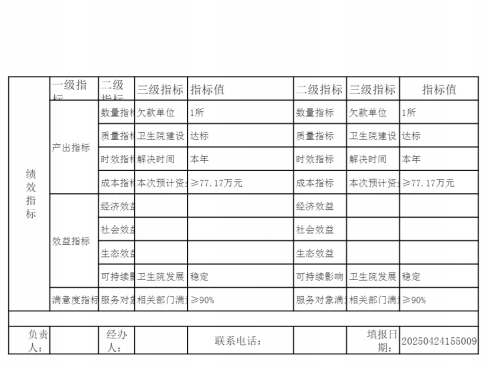 一级指标 二级指标 三级指标 指标值 二级指标 三级指标 指标值
绩效指标
产出指标 数量指标 欠款单位 1所 数量指标 欠款单位 1所
质量指标 卫生院建设 达标 质量指标 卫生院建设 达标
时效指标 解决时间 本年 时效指标 解决时间 本年
成本指标 本次预计资 ≥77.17万元 成本指标 本次预计资 ≥77.17万元
效益指标 经济效益 经济效益
社会效益 社会效益
生态效益 生态效益
可持续影 卫生院发展 稳定 可持续影响 卫生院发展 稳定
满意度指标 服务对象 相关部门满 ≥90% 服务对象满 相关部门满 ≥90%
负责人： 经办人： 联系电话： 填报日期： 20250424155009